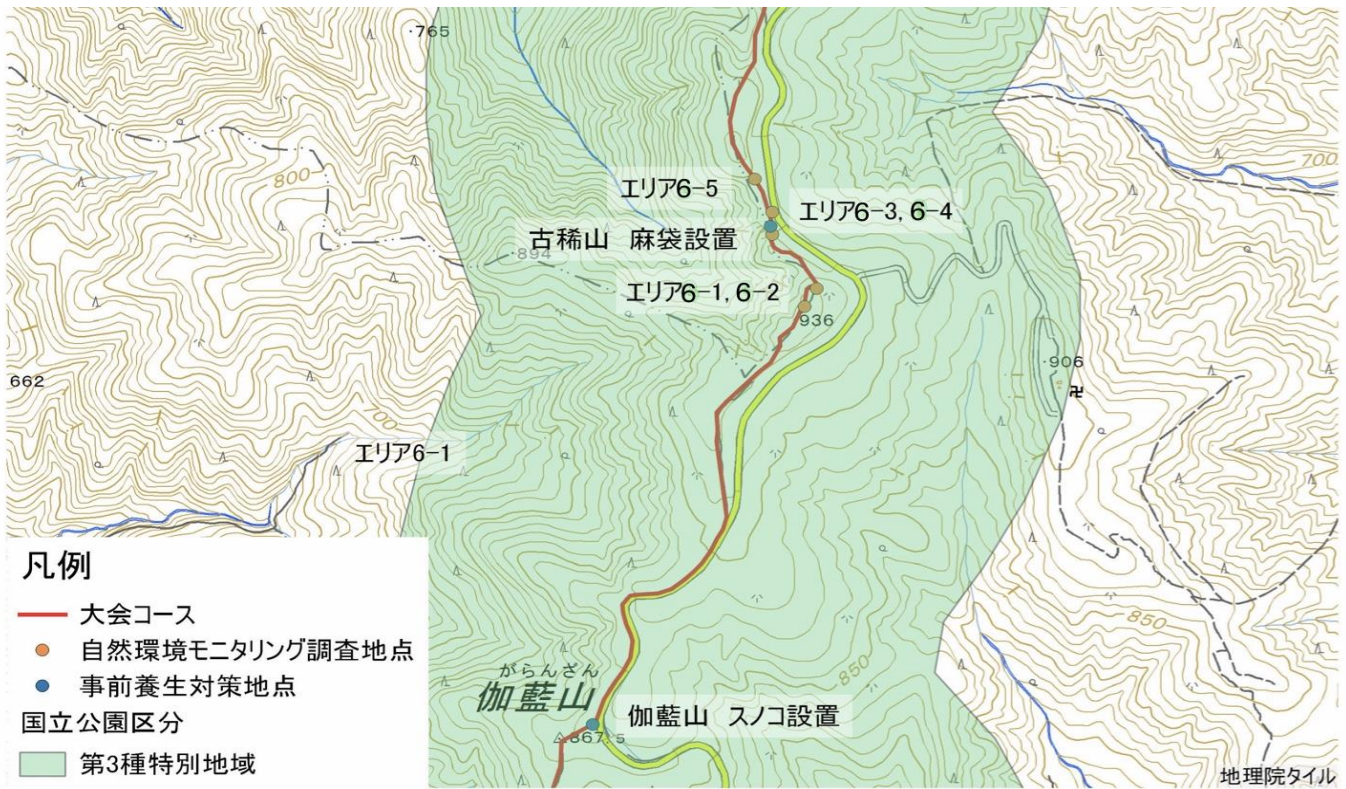 765
800
700
エリア6-5
エリア6-3, 6-4
古稀山 麻袋設置
894
エリア6-1, 6-2
936
906
卍
662
700
エリア6-1
凡例
大会コース
自然環境モニタリング調査地点
事前養生対策地点
国立公園区分
第3種特別地域
850
850
がらんざん
伽藍山
伽藍山 スノコ設置
867.5
地理院タイル